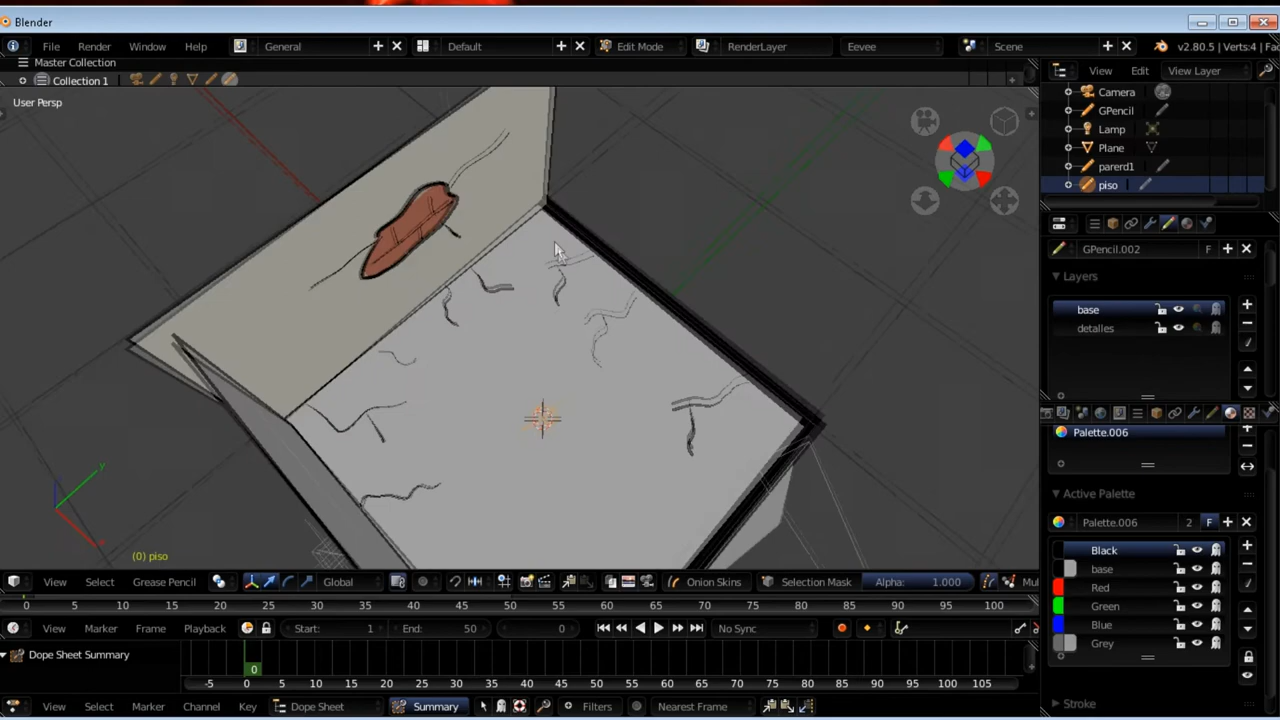 Blender
File Render Window Help General Default Edit Mode RenderLayer Eevee Scene v2.80.5 | Verts:4 | Fac
Master Collection
Collection 1
User Persp
(0) piso
View Select Grease Pencil Global Onion Skins Selection Mask Alpha: 1.000 Mul
0 5 10 15 20 25 30 35 40 45 50 55 60 65 70 75 80 85 90 95 100
View Marker Frame Playback Start: 1 End: 50 0 No Sync
Dope Sheet Summary
0
-5 0 5 10 15 20 25 30 35 40 45 50 55 60 65 70 75 80 85 90 95 100 105
View Select Marker Channel Key Dope Sheet Summary Filters Nearest Frame
View Edit View Layer
Camera
GPencil
Lamp
Plane
parerd1
piso
GPencil.002 F
Layers
base
detalles
Palette.006
Active Palette
Palette.006 2 F
Black
base
Red
Green
Blue
Grey
Stroke